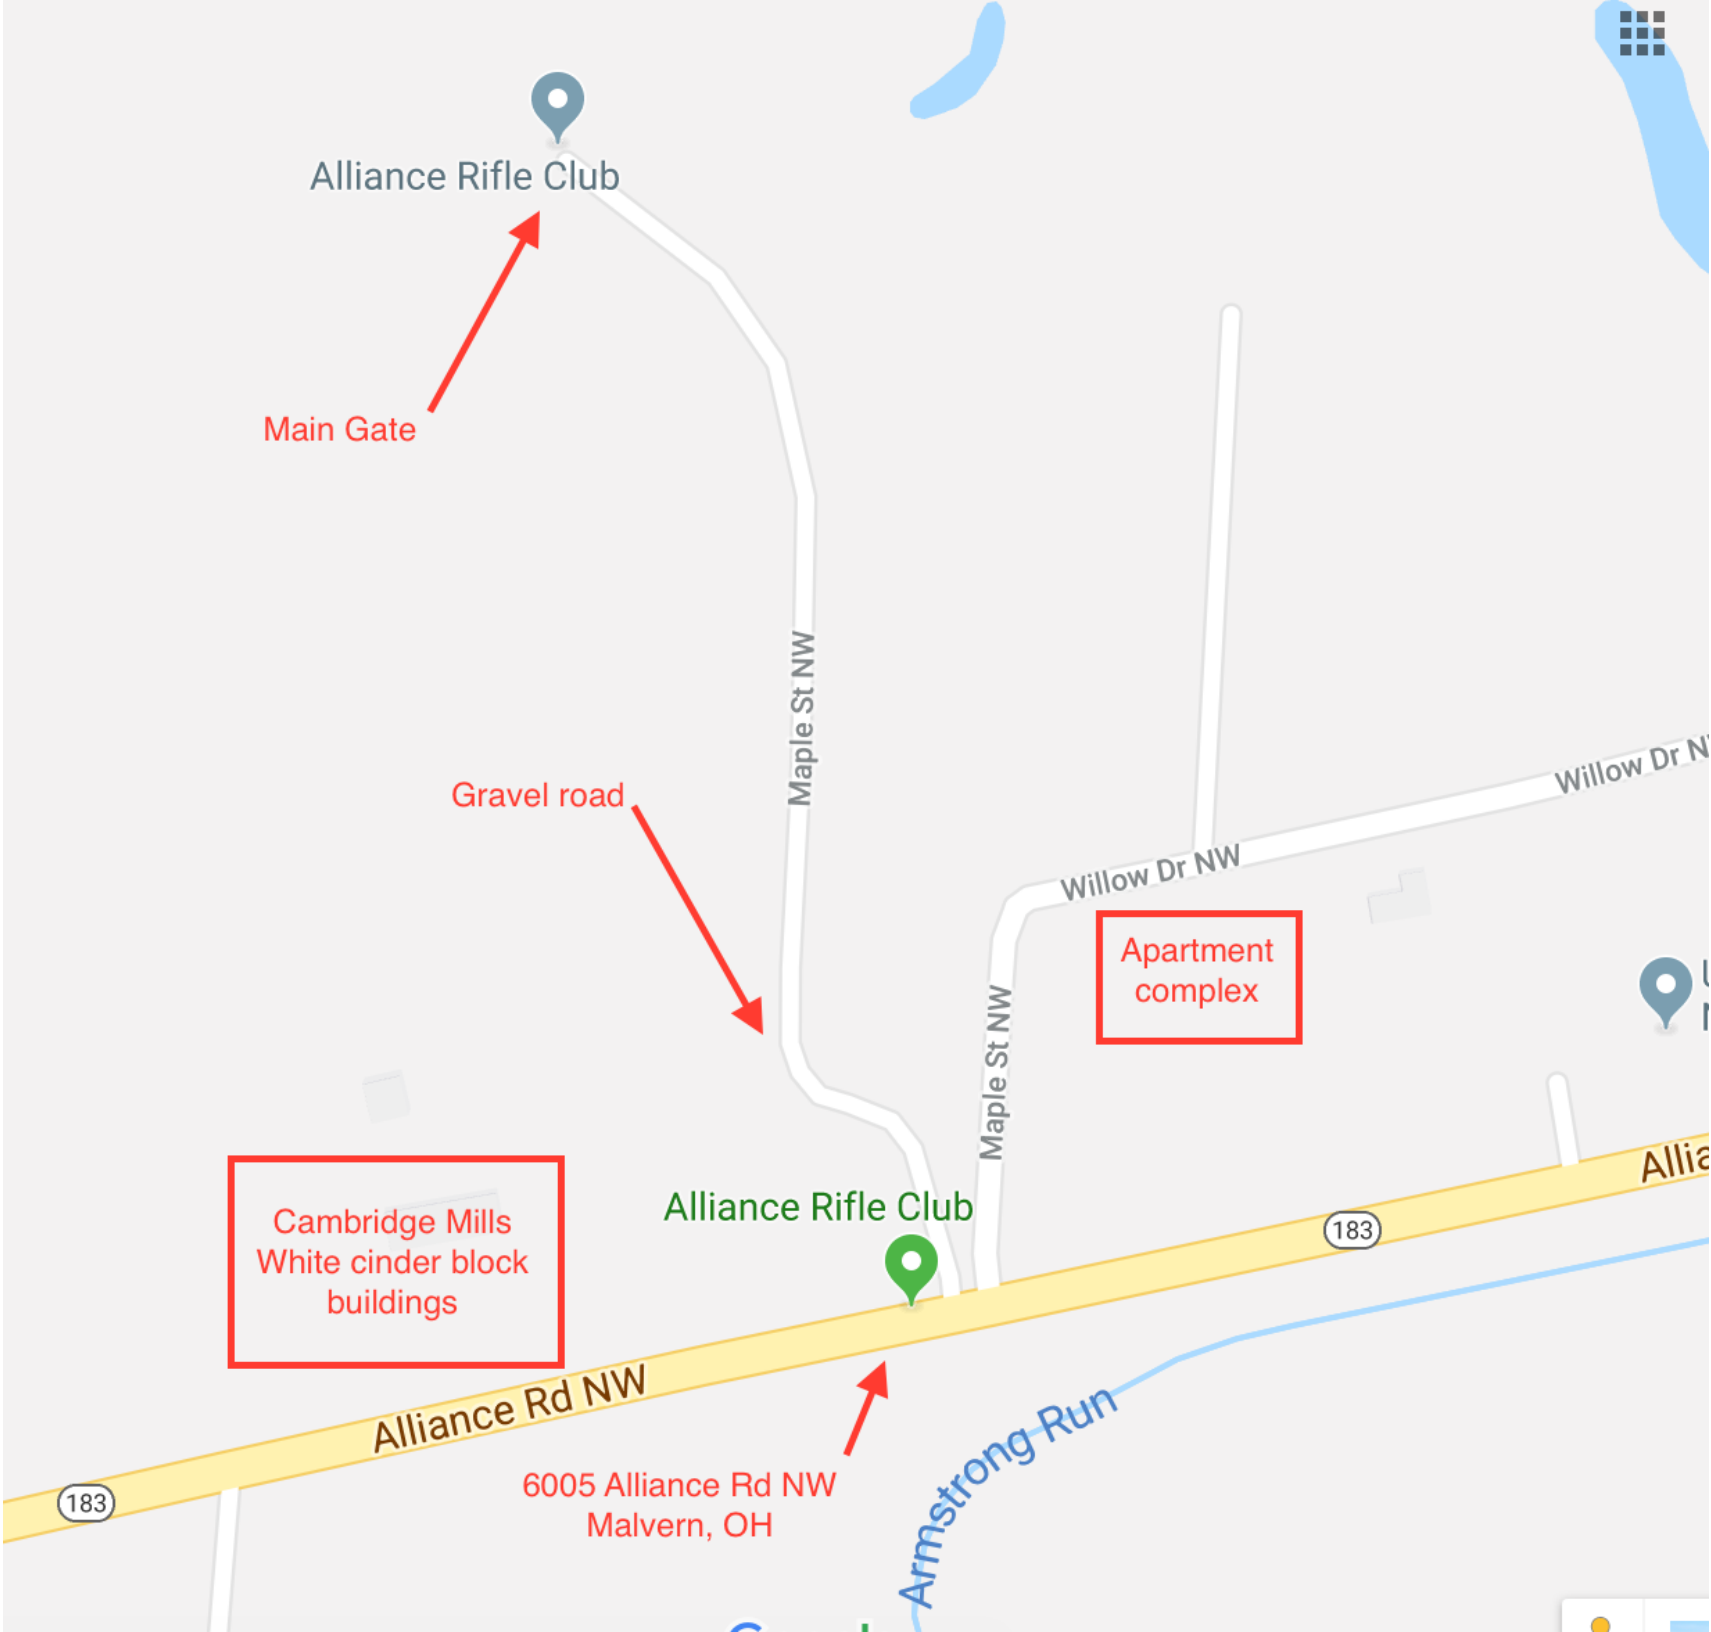 Alliance Rifle Club
Main Gate
Maple St NW
Gravel road
Willow Dr N
Willow Dr NW
Apartment
complex
Maple St NW
Allia
Alliance Rifle Club
183
Cambridge Mills
White cinder block
buildings
Alliance Rd NW
6005 Alliance Rd NW
Malvern, OH
183
Armstrong Run